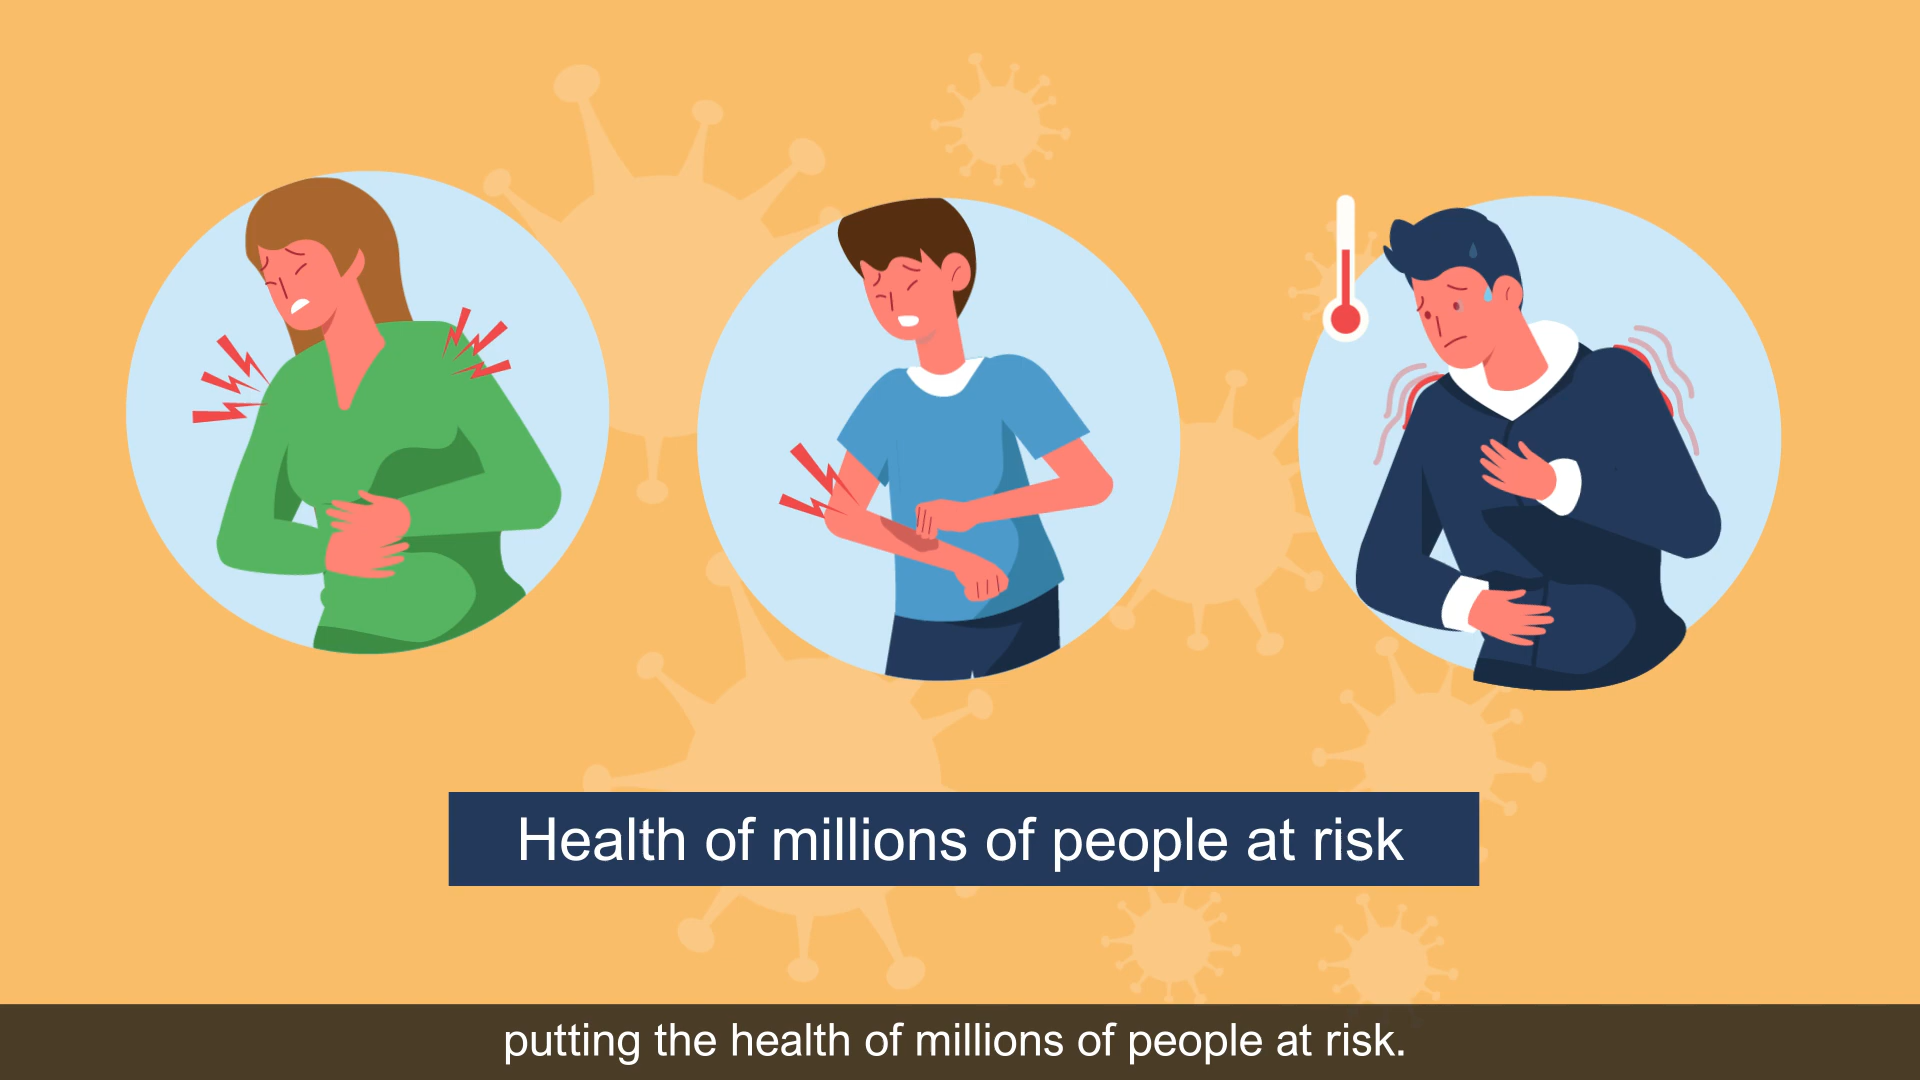 Health of millions of people at risk
putting the health of millions of people at risk.